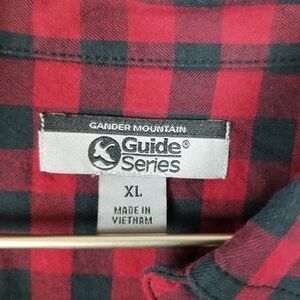 GANDER MOUNTAIN
Guide®
Series
XL
MADE IN
VIETNAM